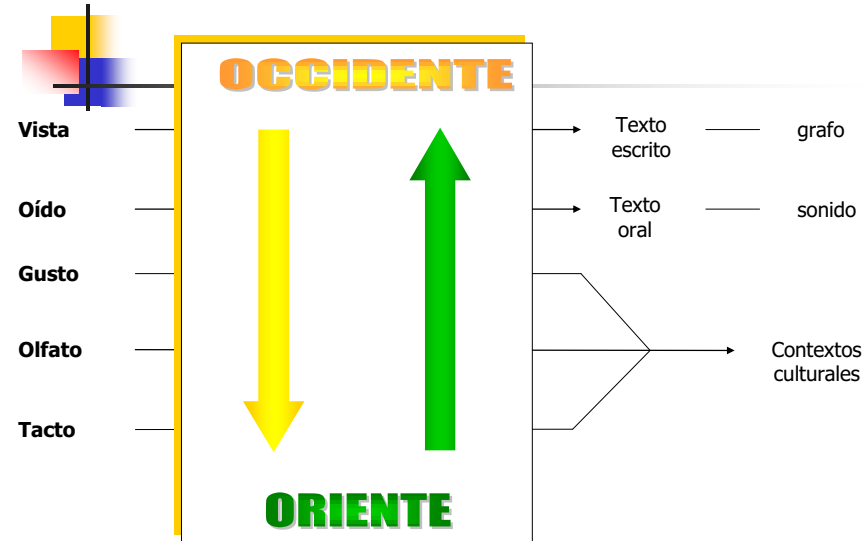 OCCIDENTE
Vista
Texto
escrito
grafo
Oído
Texto
oral
sonido
Gusto
Olfato
Contextos
culturales
Tacto
ORIENTE